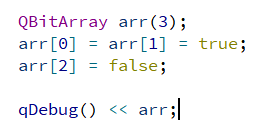 QBitArray arr(3);
arr[0] = arr[1] = true;
arr[2] = false;
qDebug() << arr;